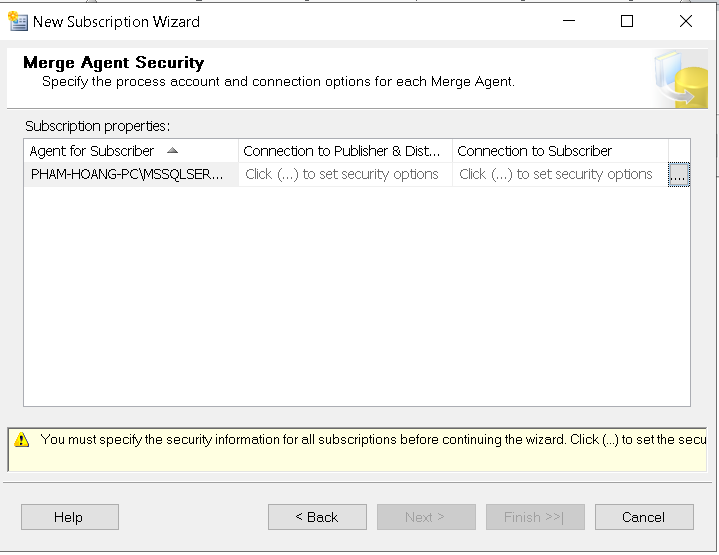 New Subscription Wizard
Merge Agent Security
Specify the process account and connection options for each Merge Agent.
Subscription properties:
Agent for Subscriber Connection to Publisher & Dist... Connection to Subscriber
PHAM-HOANG-PC\MSSQLSER... Click (...) to set security options Click (...) to set security options ...
You must specify the security information for all subscriptions before continuing the wizard. Click (...) to set the secu
Help < Back Next > Finish >>| Cancel